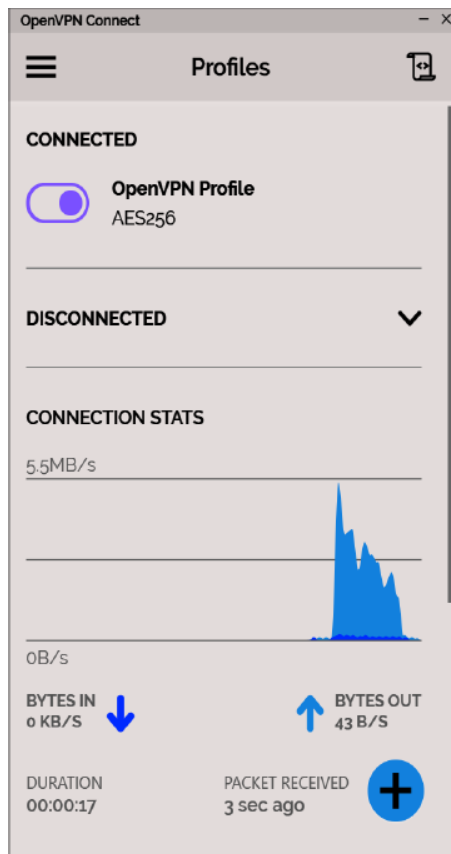 OpenVPN Connect
Profiles
CONNECTED
OpenVPN Profile
AES256
DISCONNECTED
CONNECTION STATS
5.5MB/s
0B/s
BYTES IN
0 KB/S
BYTES OUT
43 B/S
DURATION
00:00:17
PACKET RECEIVED
3 sec ago